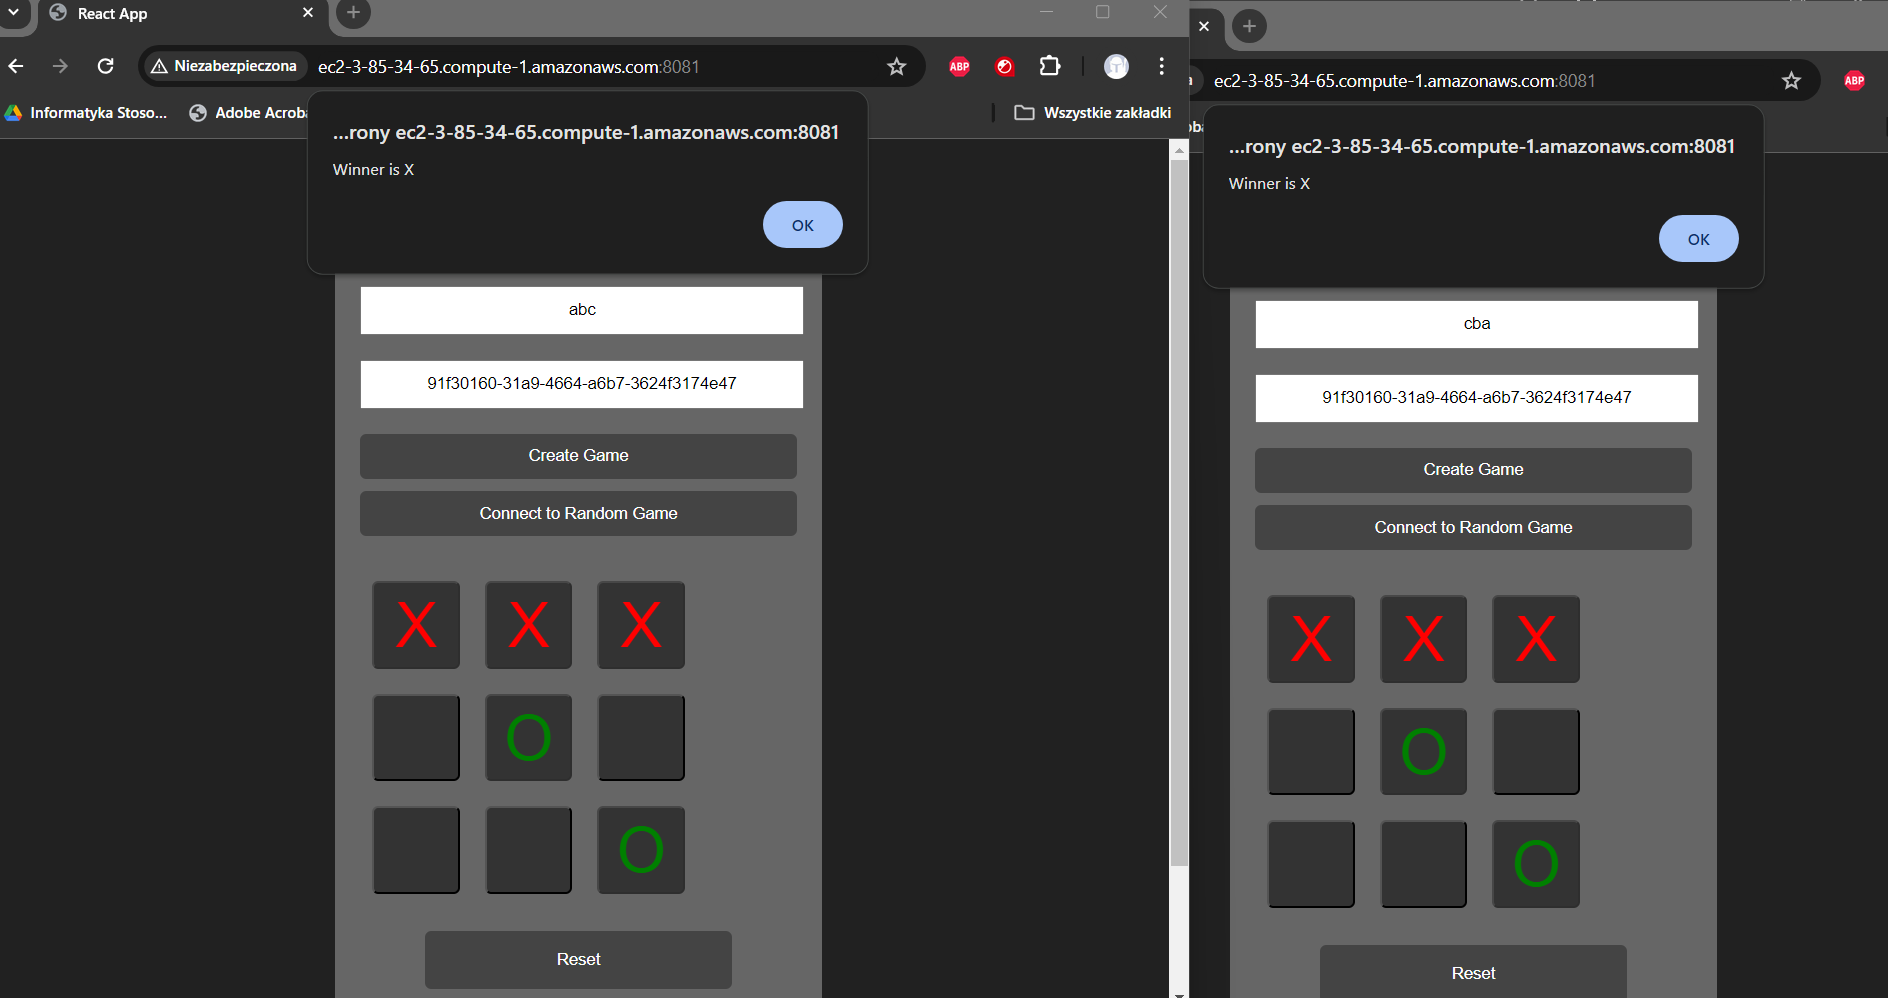 React App
Niezabezpieczona
ec2-3-85-34-65.compute-1.amazonaws.com:8081
ABP
Informatyka Stoso...
Adobe Acroba
Wszystkie zakładki
...rony ec2-3-85-34-65.compute-1.amazonaws.com:8081
Winner is X
OK
abc
91f30160-31a9-4664-a6b7-3624f3174e47
Create Game
Connect to Random Game
X X X
O
O
Reset
a
ec2-3-85-34-65.compute-1.amazonaws.com:8081
ABP
oba
...rony ec2-3-85-34-65.compute-1.amazonaws.com:8081
Winner is X
OK
cba
91f30160-31a9-4664-a6b7-3624f3174e47
Create Game
Connect to Random Game
X X X
O
O
Reset